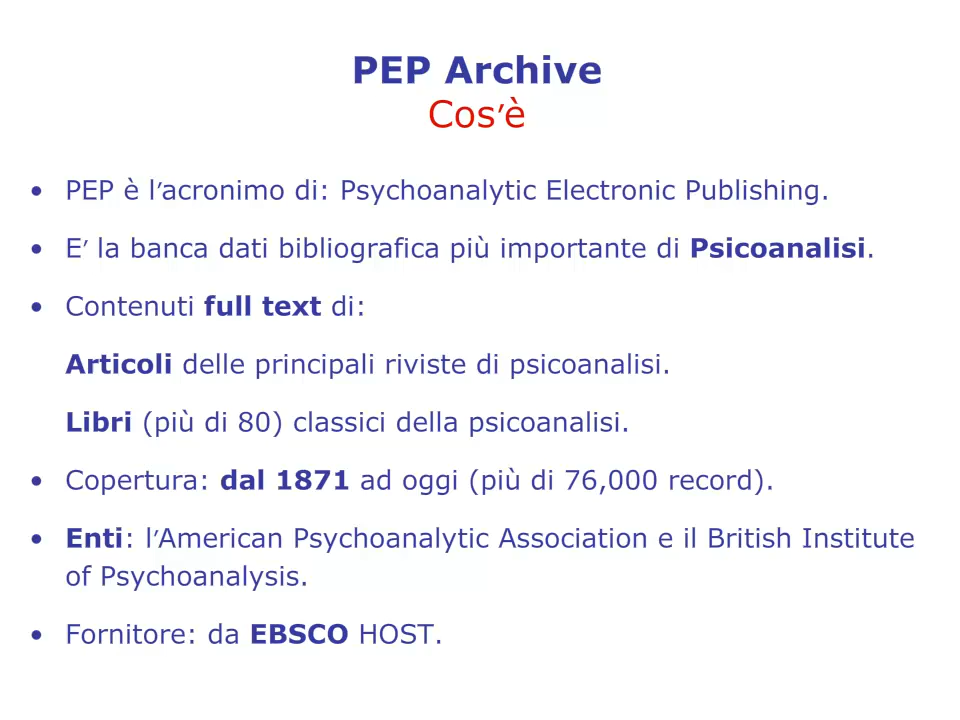 PEP Archive
Cos’è
• PEP è l’acronimo di: Psychoanalytic Electronic Publishing.
• E’ la banca dati bibliografica più importante di Psicoanalisi.
• Contenuti full text di:
Articoli delle principali riviste di psicoanalisi.
Libri (più di 80) classici della psicoanalisi.
• Copertura: dal 1871 ad oggi (più di 76,000 record).
• Enti: l’American Psychoanalytic Association e il British Institute
of Psychoanalysis.
• Fornitore: da EBSCO HOST.